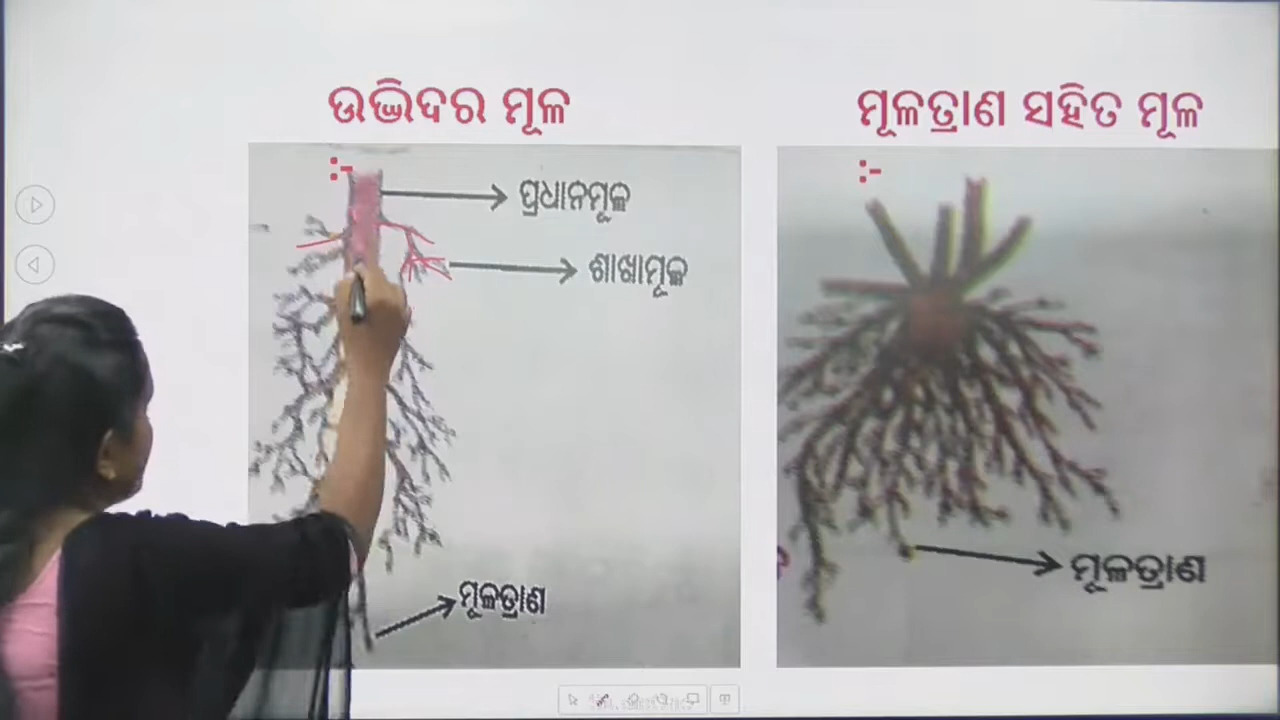 ଉଦ୍ଭିଦର ମୂଳ
:-
ପ୍ରଧାନମୂଳ
ଶାଖାମୂଳ
ମୂଳତ୍ରାଣ
ମୂଳତ୍ରାଣ ସହିତ ମୂଳ
:-
ମୂଳତ୍ରାଣ